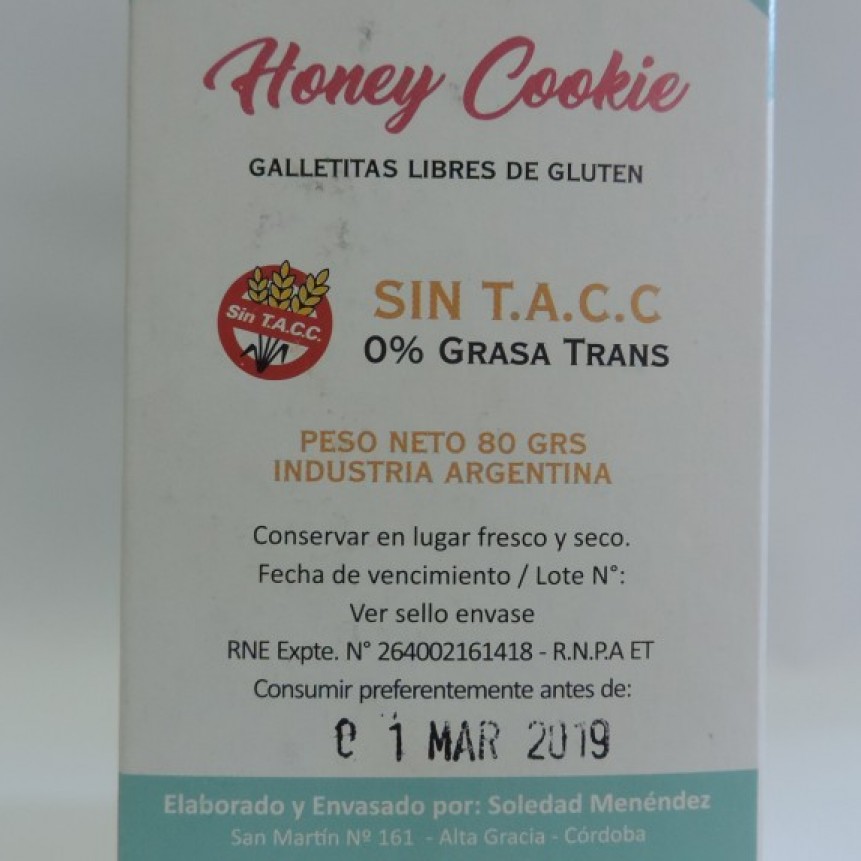 Honey Cookie
GALLETITAS LIBRES DE GLUTEN
Sin T.A.C.C.
SIN T.A.C.C
0% GRASA TRANS
PESO NETO 80 GRS
INDUSTRIA ARGENTINA
Conservar en lugar fresco y seco.
Fecha de vencimiento / Lote N°:
Ver sello envase
RNE Expte. N° 264002161418 - R.N.P.A ET
Consumir preferentemente antes de:
0 1 MAR 2019
Elaborado y Envasado por: Soledad Menéndez
San Martín Nº 161 - Alta Gracia - Córdoba